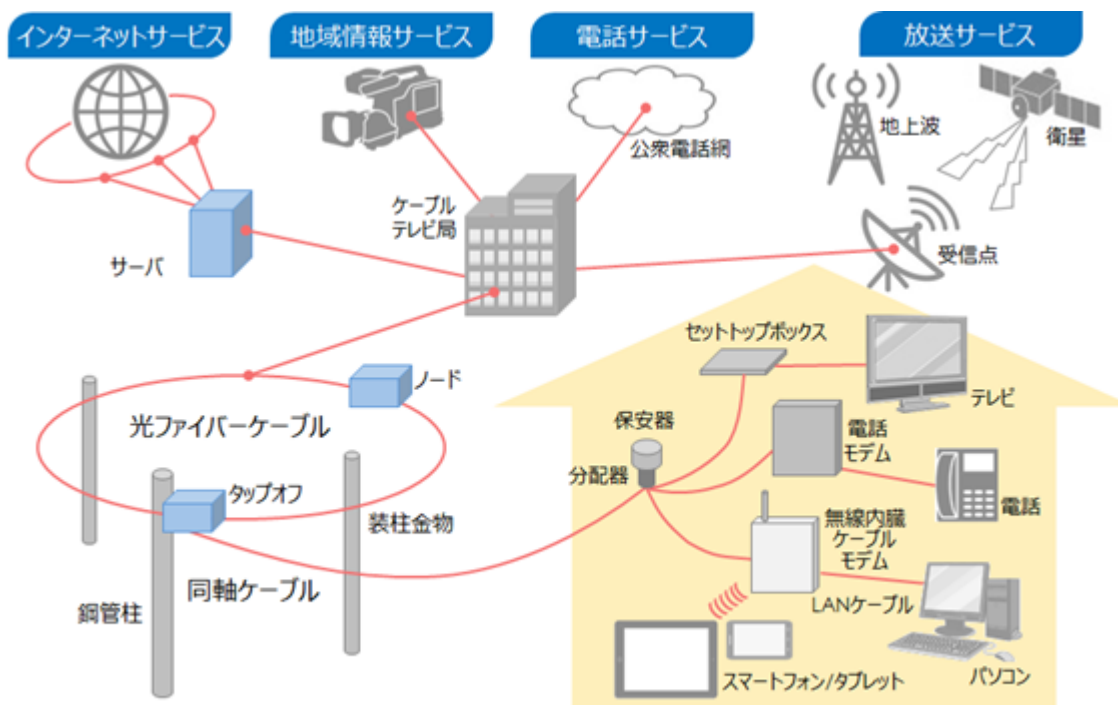 インターネットサービス
地域情報サービス
電話サービス
放送サービス
地上波
衛星
公衆電話網
ケーブル
テレビ局
サーバ
受信点
セットトップボックス
テレビ
ノード
光ファイバーケーブル
保安器
分配器
電話
モデム
電話
タップオフ
装柱金物
無線内臓
ケーブル
モデム
同軸ケーブル
鋼管柱
LANケーブル
スマートフォン/タブレット
パソコン